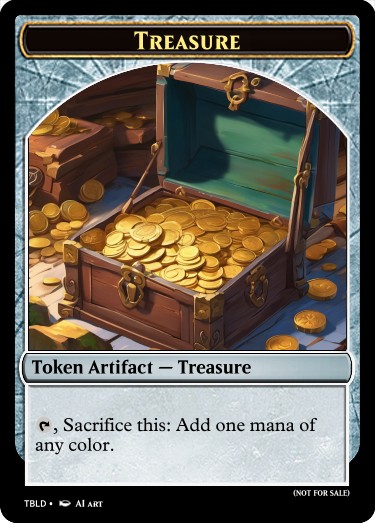 Treasure
Token Artifact — Treasure
, Sacrifice this: Add one mana of
any color.
(NOT FOR SALE)
TBLD • AI ART